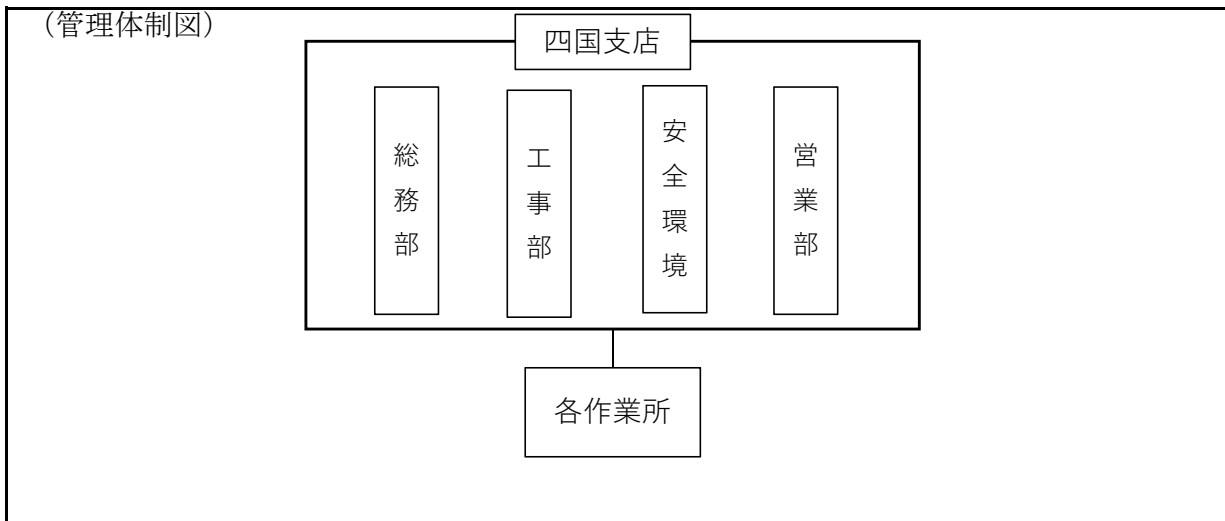 （管理体制図）
四国支店
総務部
工事部
安全環境
営業部
各作業所